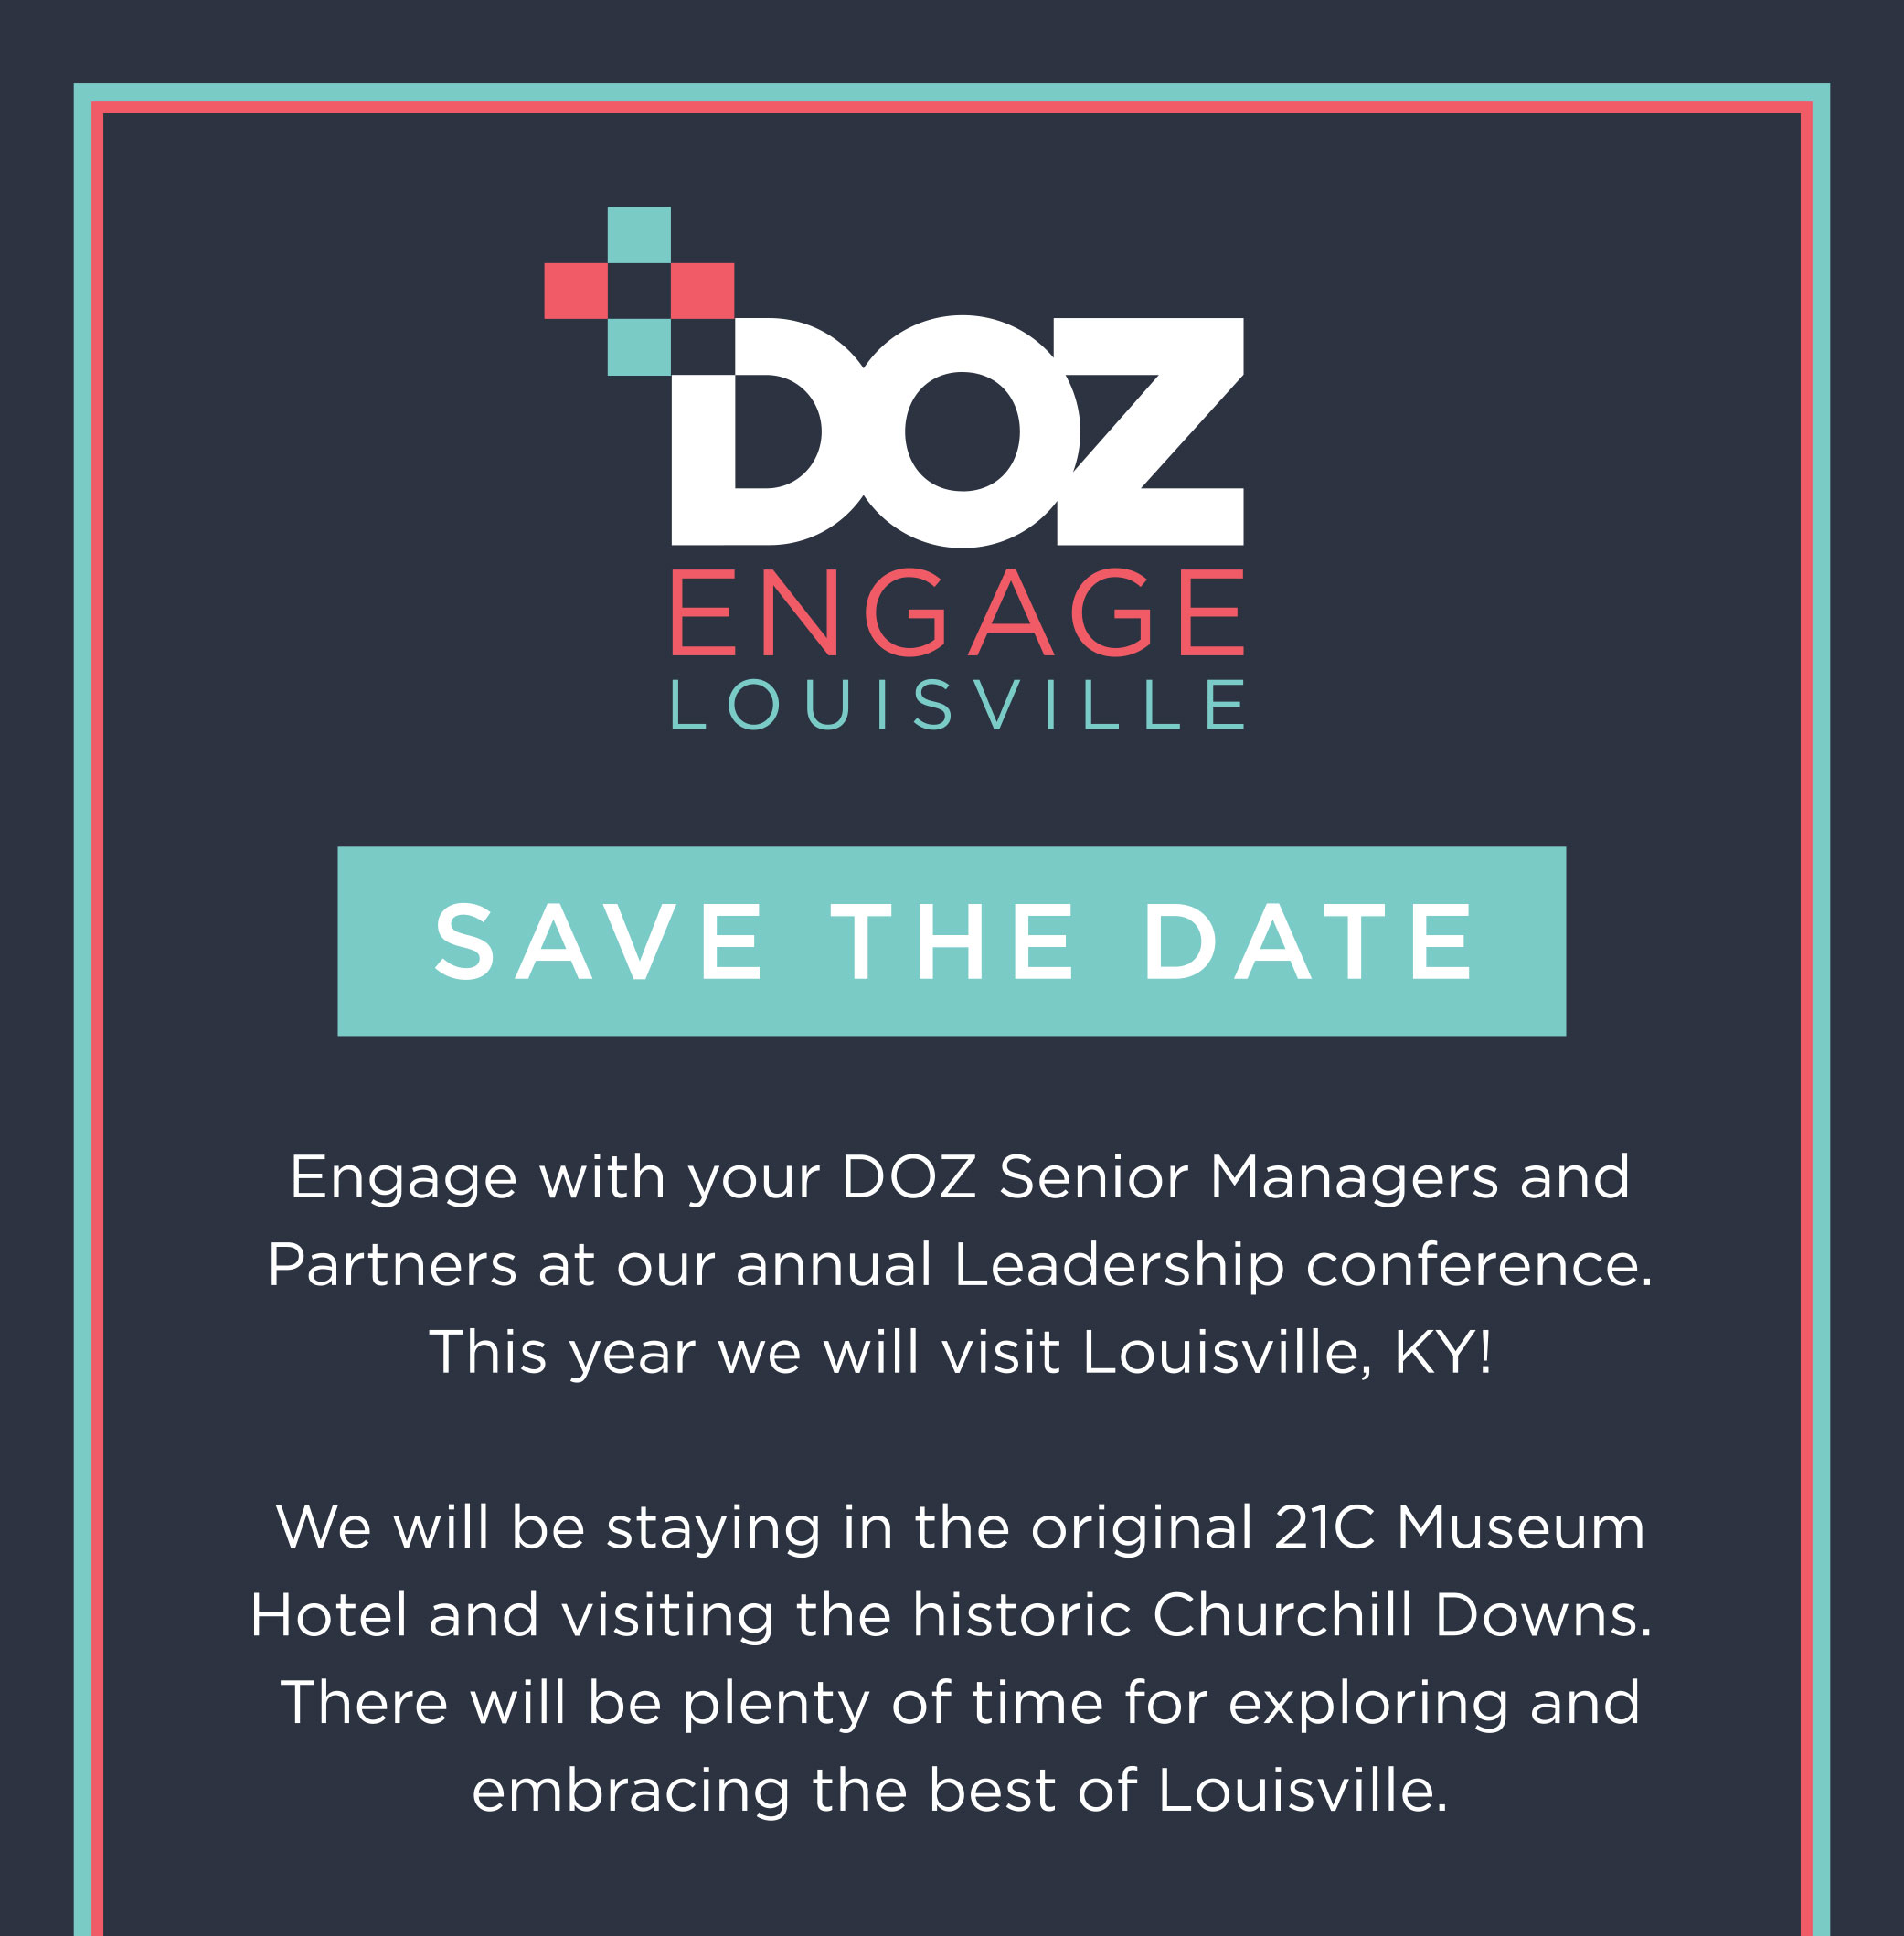 DOZ
ENGAGE
LOUISVILLE
SAVE THE DATE
Engage with your DOZ Senior Managers and
Partners at our annual Leadership conference.
This year we will visit Louisville, KY!
We will be staying in the original 21C Museum
Hotel and visiting the historic Churchill Downs.
There will be plenty of time for exploring and
embracing the best of Louisville.